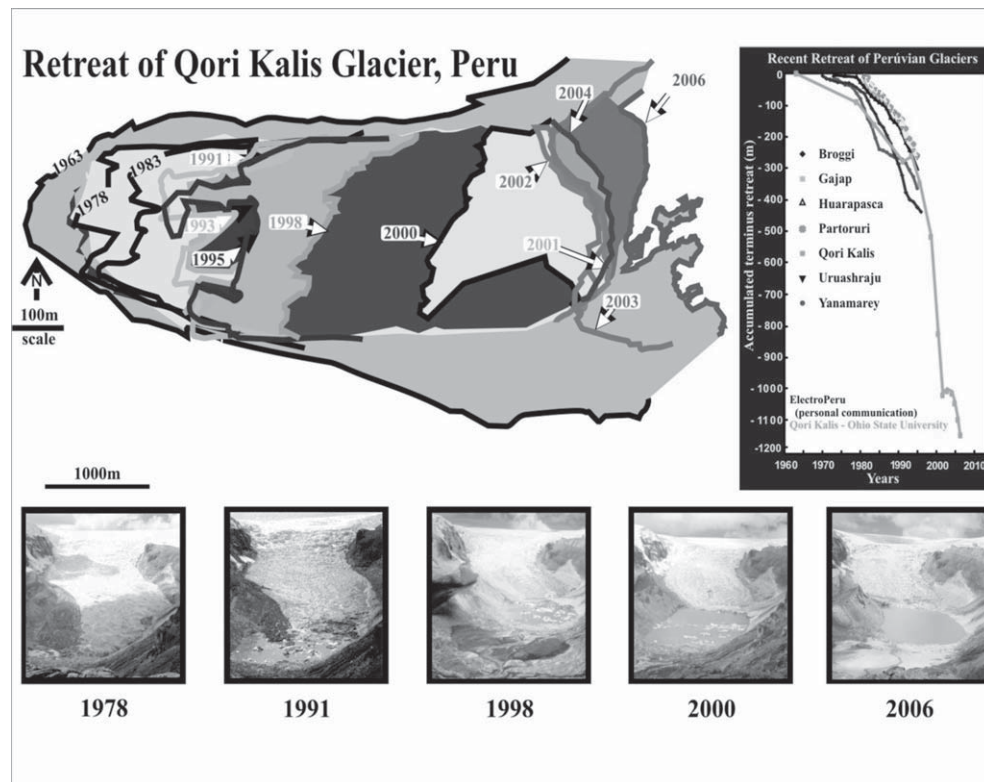 Retreat of Qori Kalis Glacier, Peru
1963
1978
1983
1991
1993
1995
1998
2000
2002
2001
2003
2004
2006
N
100m
scale
Recent Retreat of Perúvian Glaciers
Accumulated terminus retreat (m)
0
- 100
- 200
- 300
- 400
- 500
- 600
- 700
- 800
- 900
- 1000
- 1100
-1200
Broggi
Gajap
Huarapasca
Partoruri
Qori Kalis
Uruashraju
Yanamarey
ElectroPeru
(personal communication)
Qori Kalis - Ohio State University
1960 1970 1980 1990 2000 2010
Years
1000m
1978 1991 1998 2000 2006